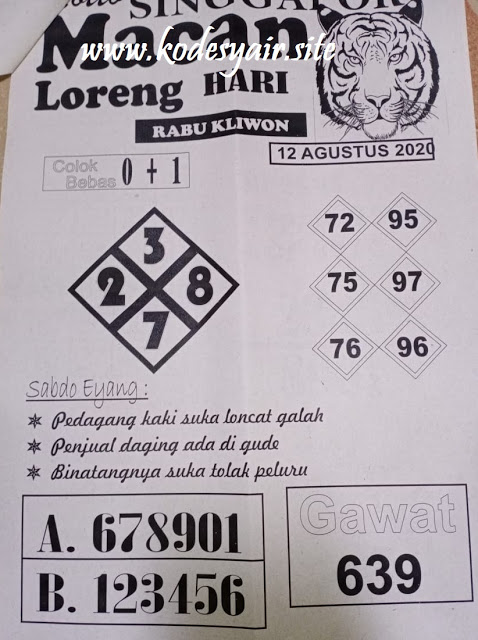 SINGGAPOR
Macan
www.kodesyair.site
Loreng HARI
RABU KLIWON
12 AGUSTUS 2020
Colok Bebas 0 + 1
3
2 8
7
72 95
75 97
76 96
Sabdo Eyang :
Pedagang kaki suka loncat galah
Penjual daging ada di gude
Binatangnya suka tolak peluru
A. 678901
B. 123456
Gawat
639